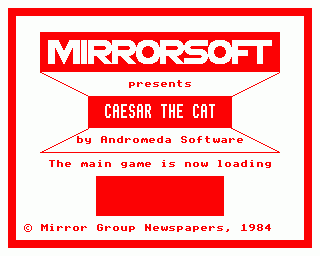 MIRRORSOFT
presents
CAESAR THE CAT
by Andromeda Software
The main game is now loading
© Mirror Group Newspapers, 1984